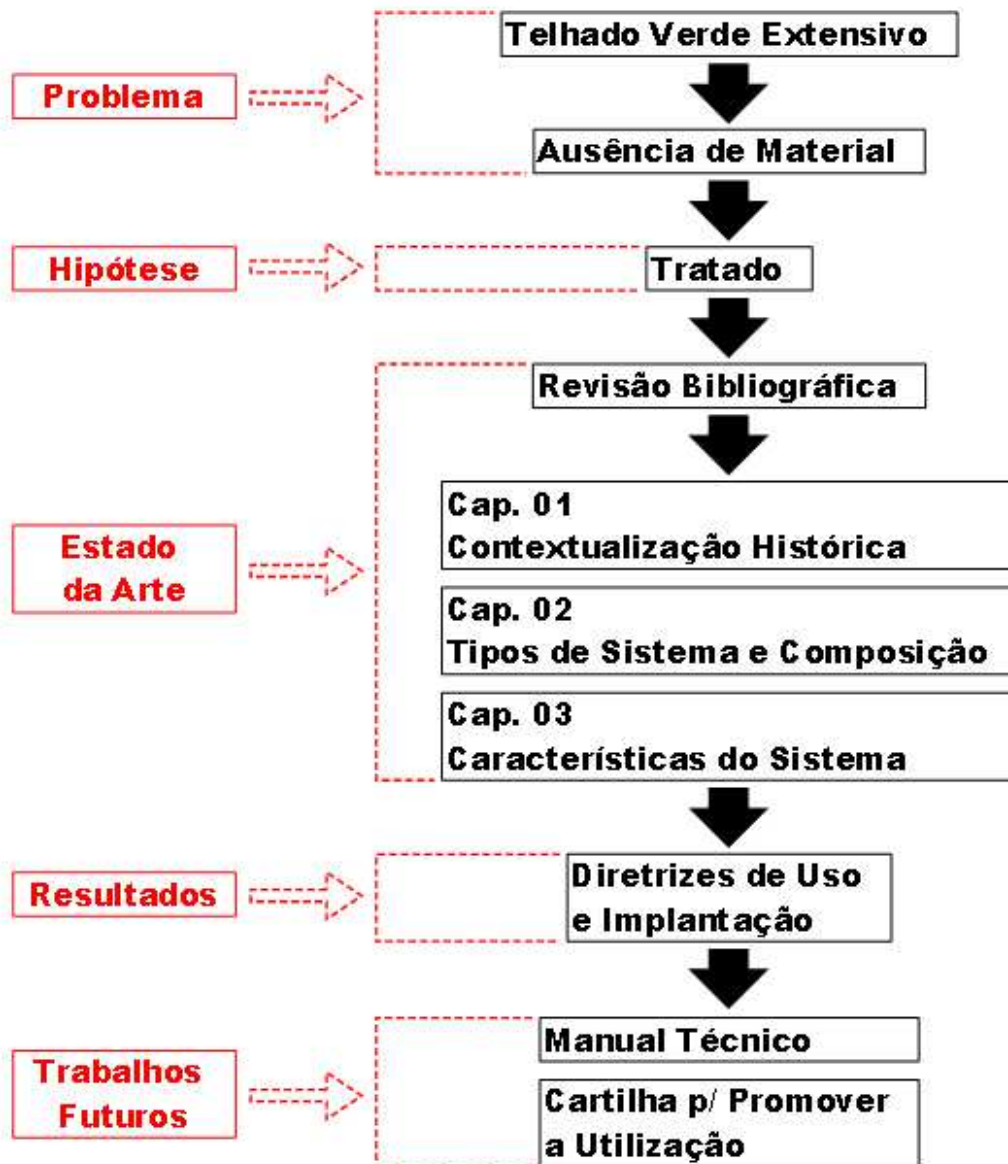 Telhado Verde Extensivo
Problema
Ausência de Material
Hipótese
Tratado
Revisão Bibliográfica
Cap. 01
Contextualização Histórica
Estado
da Arte
Cap. 02
Tipos de Sistema e Composição
Cap. 03
Características do Sistema
Resultados
Diretrizes de Uso
e Implantação
Trabalhos
Futuros
Manual Técnico
Cartilha p/ Promover
a Utilização